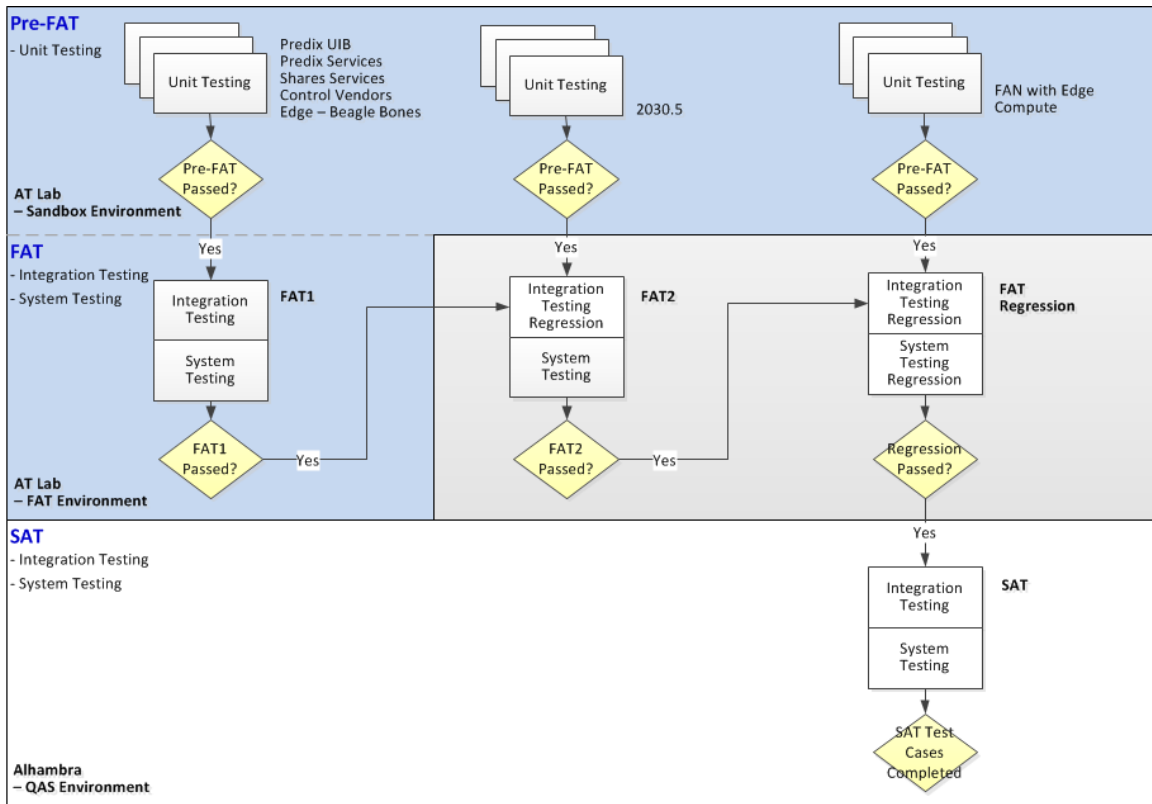 Pre-FAT
- Unit Testing
Unit Testing
Predix UIB
Predix Services
Shares Services
Control Vendors
Edge – Beagle Bones
Unit Testing
2030.5
Unit Testing
FAN with Edge
Compute
Pre-FAT
Passed?
Pre-FAT
Passed?
Pre-FAT
Passed?
AT Lab
– Sandbox Environment
Yes
Yes
Yes
FAT
- Integration Testing
- System Testing
Integration
Testing
System
Testing
FAT1
Integration
Testing
Regression
System
Testing
FAT2
Integration
Testing
Regression
System
Testing
Regression
FAT
Regression
FAT1
Passed?
Yes
FAT2
Passed?
Yes
Regression
Passed?
AT Lab
– FAT Environment
Yes
SAT
- Integration Testing
- System Testing
Integration
Testing
System
Testing
SAT
SAT Test
Cases
Completed
Alhambra
– QAS Environment